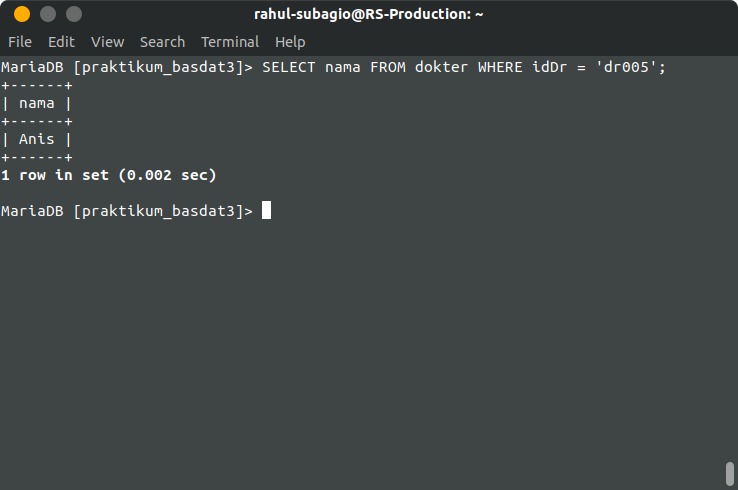 rahul-subagio@RS-Production: ~
File Edit View Search Terminal Help
MariaDB [praktikum_basdat3]> SELECT nama FROM dokter WHERE idDr = 'dr005';
+------+
| nama |
+------+
| Anis |
+------+
1 row in set (0.002 sec)
MariaDB [praktikum_basdat3]>